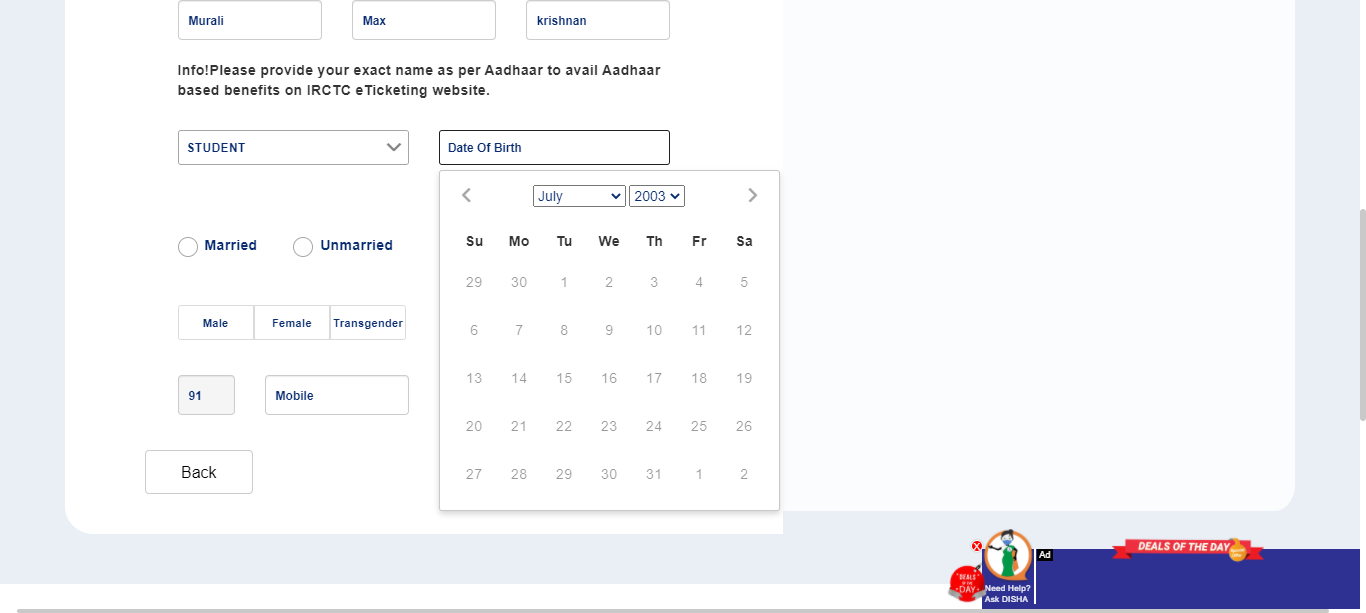 Murali Max krishnan
Info!Please provide your exact name as per Aadhaar to avail Aadhaar
based benefits on IRCTC eTicketing website.
STUDENT Date Of Birth
July 2003
Su Mo Tu We Th Fr Sa
Married Unmarried
29 30 1 2 3 4 5
Male Female Transgender
6 7 8 9 10 11 12
13 14 15 16 17 18 19
91 Mobile
20 21 22 23 24 25 26
Back
27 28 29 30 31 1 2
DEALS OF THE DAY
Ad
DEALS
OF THE
DAY
Need Help?
Ask DISHA